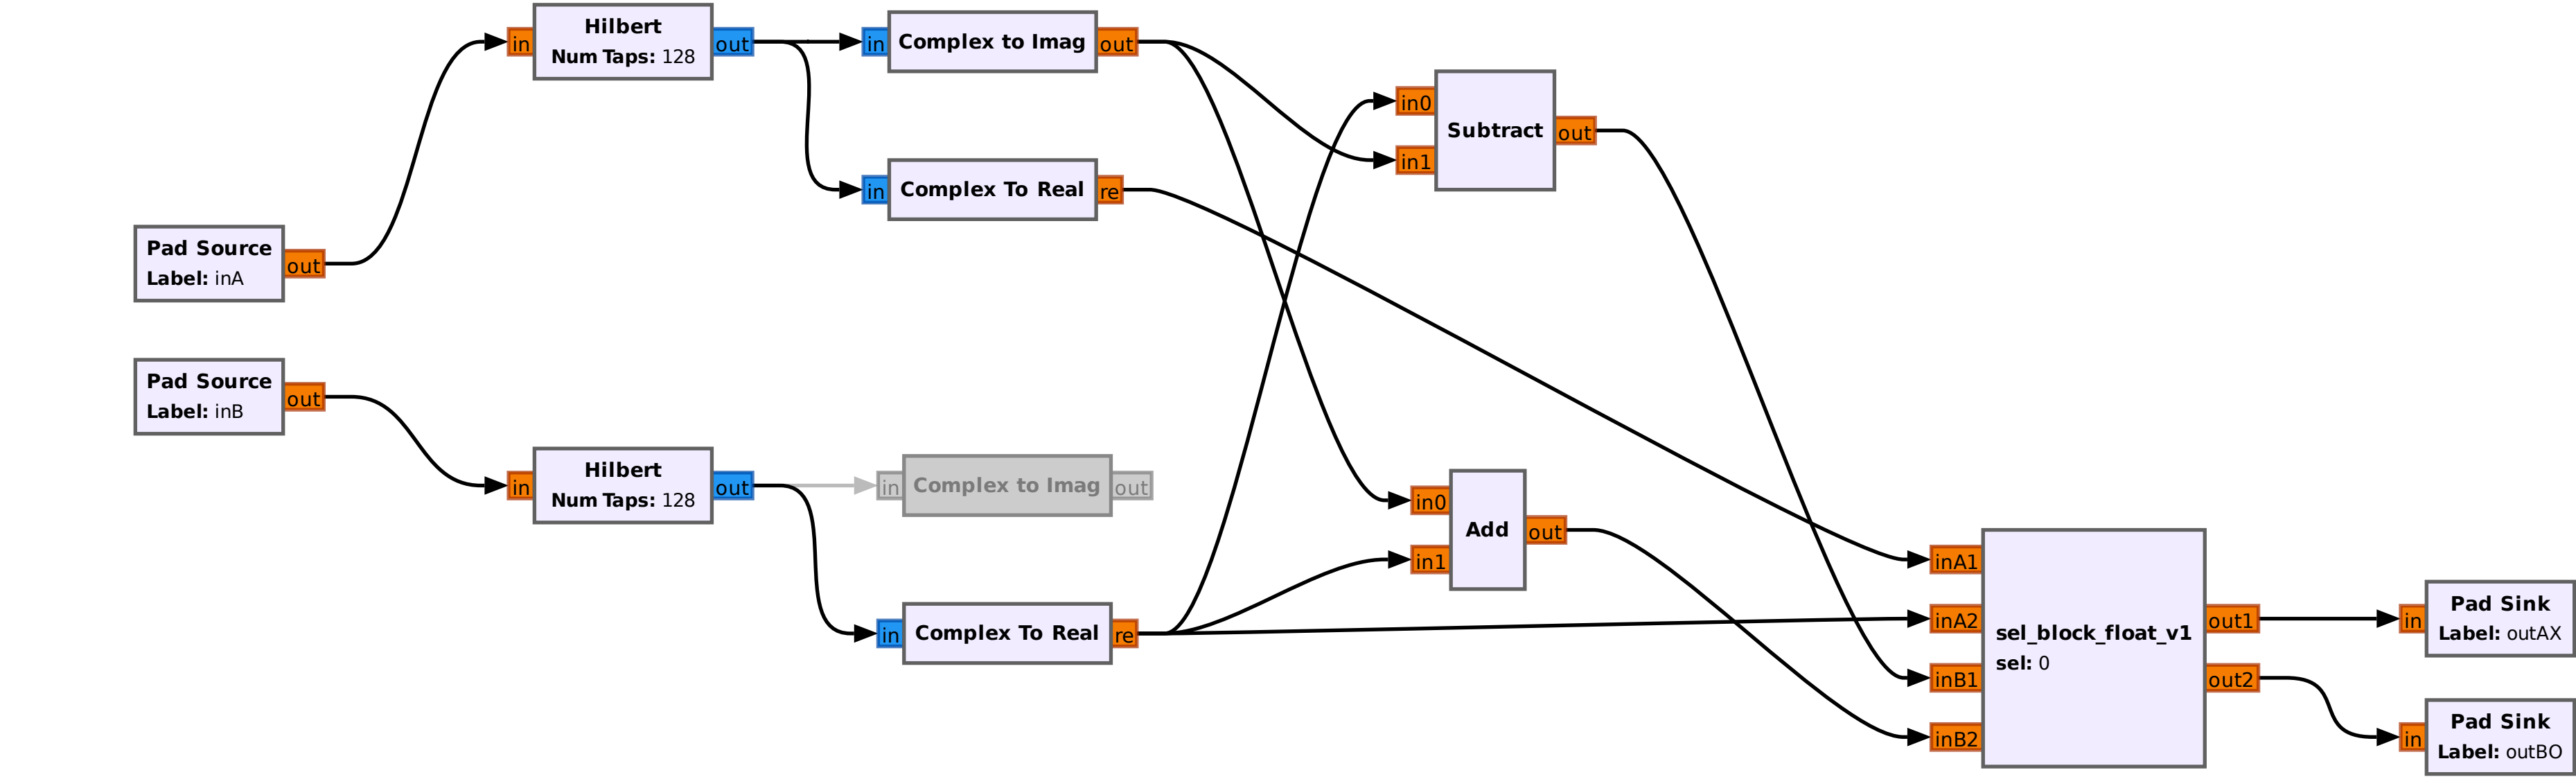 Hilbert
in
Num Taps: 128
out
in
Complex to Imag
out
in
Complex To Real
re
in0
in1
Subtract
out
Pad Source
Label: inA
out
Pad Source
Label: inB
out
in
Hilbert
Num Taps: 128
out
in
Complex to Imag
out
in
Complex To Real
re
in0
in1
Add
out
inA1
inA2
inB1
inB2
sel_block_float_v1
sel: 0
out1
out2
in
Pad Sink
Label: outAX
in
Pad Sink
Label: outBO